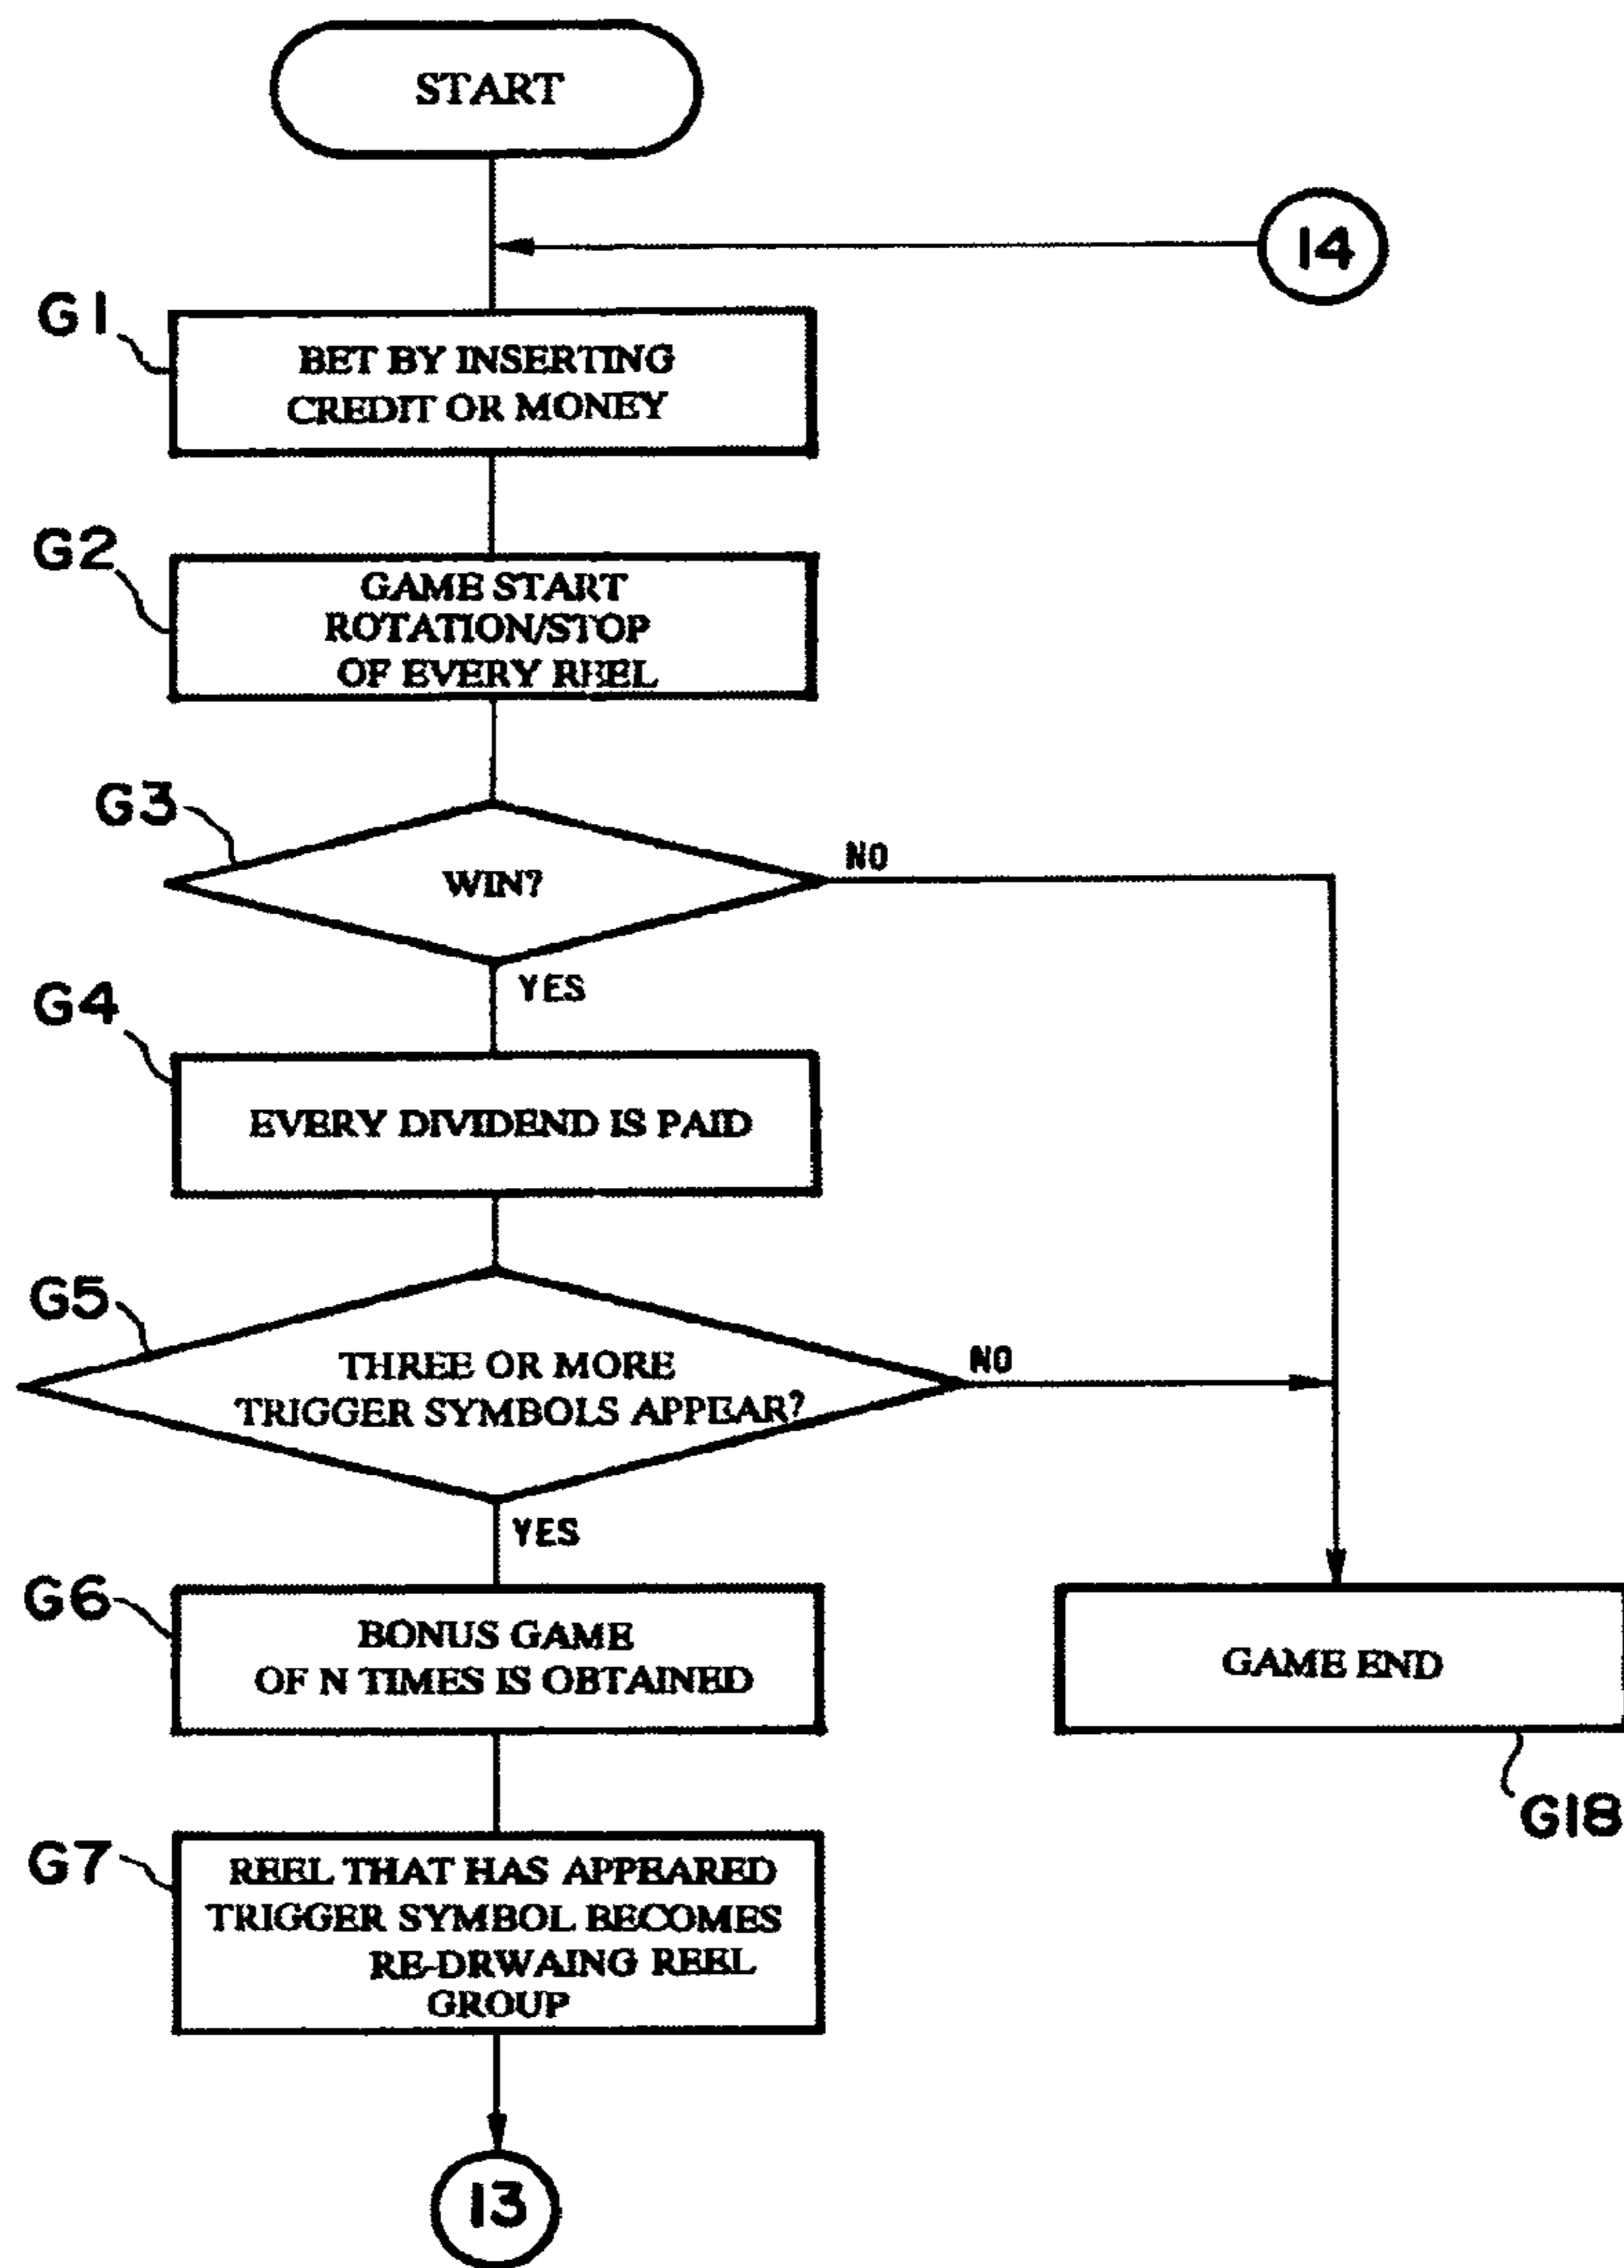 START
14
G1
BET BY INSERTING
CREDIT OR MONEY
G2
GAME START
ROTATION/STOP
OF EVERY REEL
G3
WIN?
NO
YES
G4
EVERY DIVIDEND IS PAID
G5
THREE OR MORE
TRIGGER SYMBOLS APPEAR?
NO
YES
G6
BONUS GAME
OF N TIMES IS OBTAINED
GAME END
G18
G7
REEL THAT HAS APPEARED
TRIGGER SYMBOL BECOMES
RE-DRWAING REEL
GROUP
13